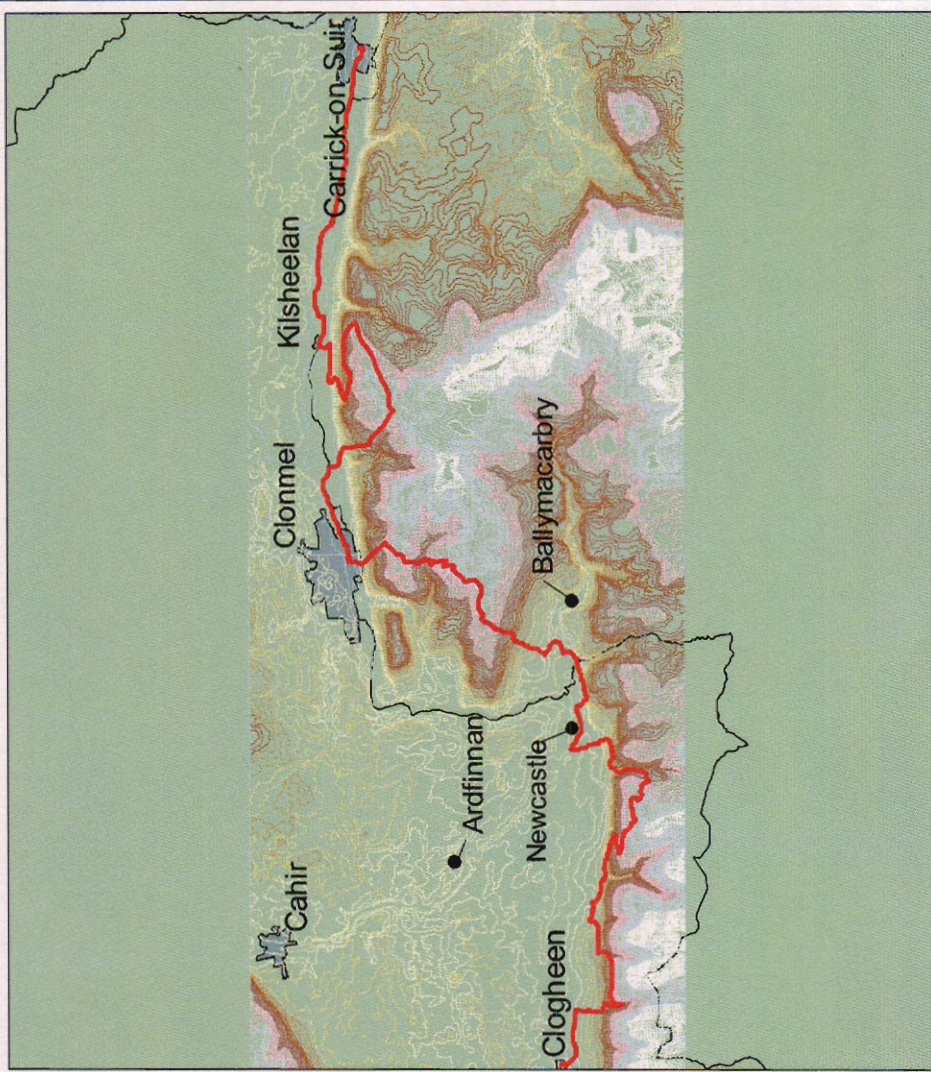 Carrick-on-Suir
Kilsheelan
Clonmel
Ballymacarbry
Ardfinnan
Newcastle
Cahir
Clogheen